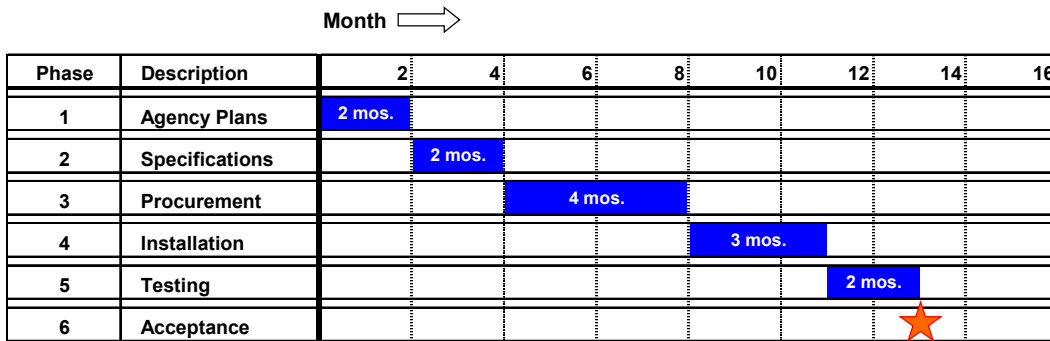 Month
Phase Description 2 4 6 8 10 12 14 16
1 Agency Plans 2 mos.
2 Specifications 2 mos.
3 Procurement 4 mos.
4 Installation 3 mos.
5 Testing 2 mos.
6 Acceptance